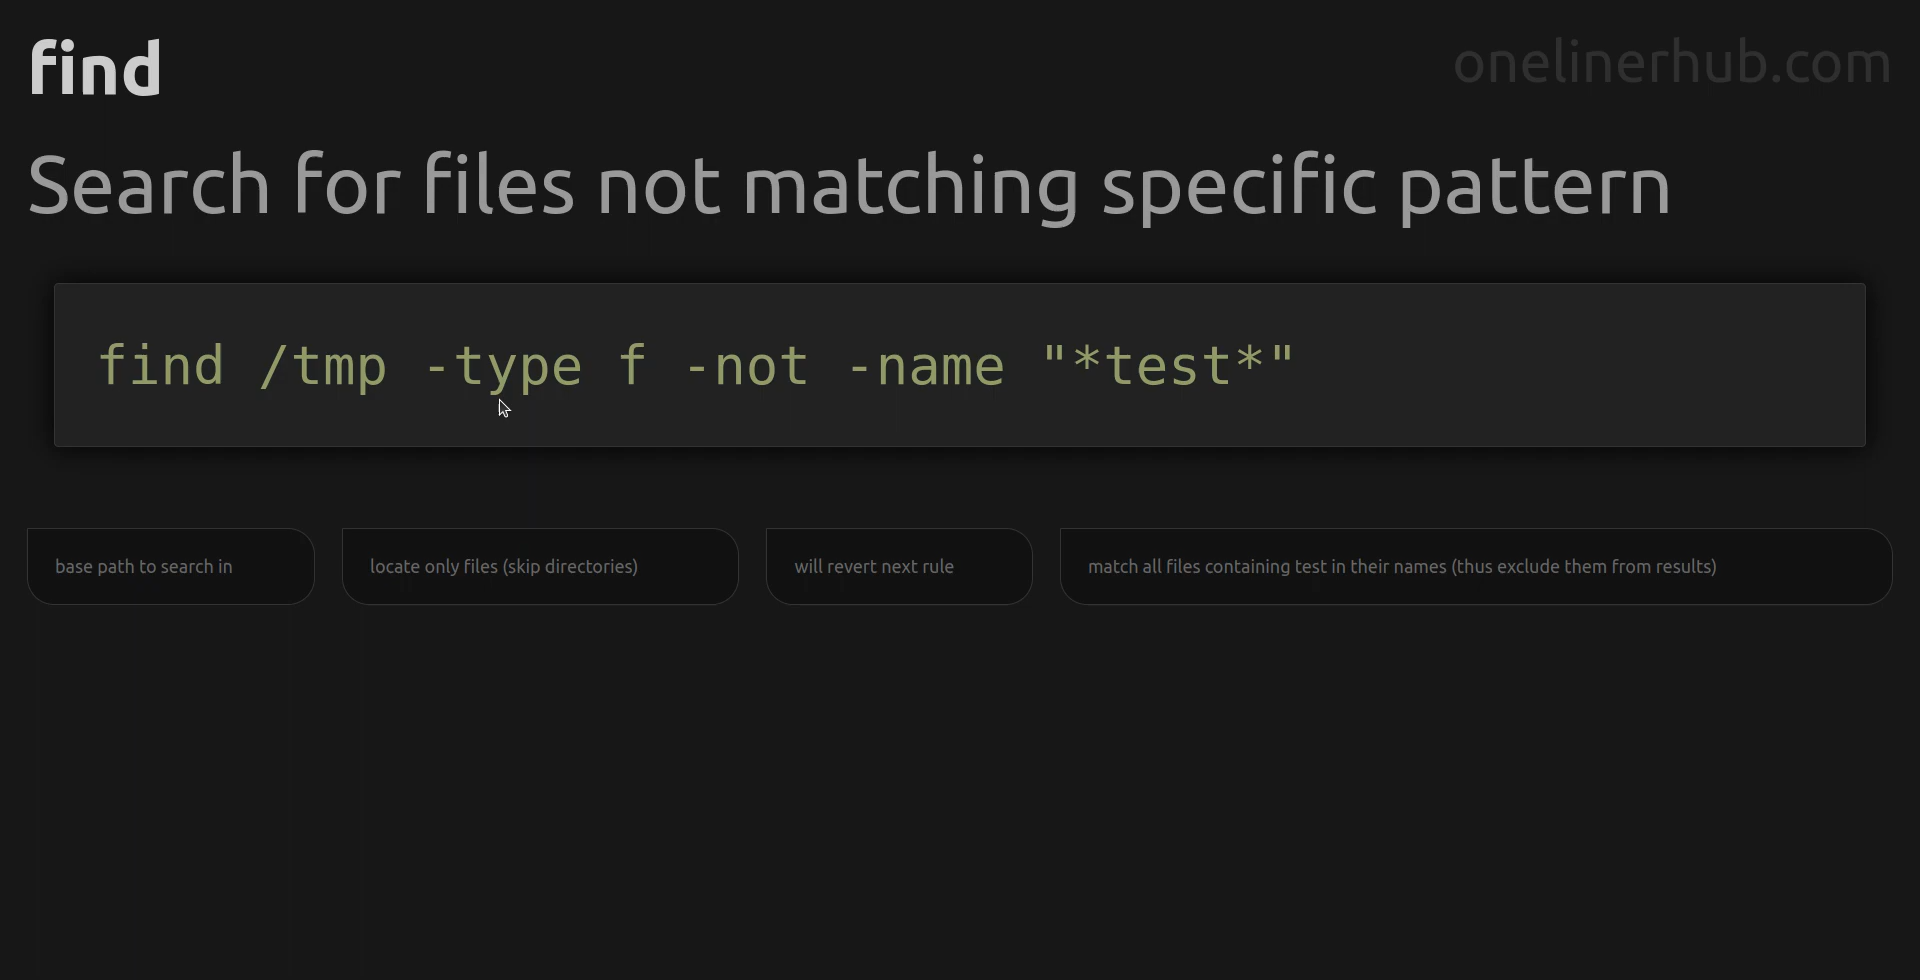 find
onelinerhub.com
Search for files not matching specific pattern
find /tmp -type f -not -name "*test*"
base path to search in
locate only files (skip directories)
will revert next rule
match all files containing test in their names (thus exclude them from results)